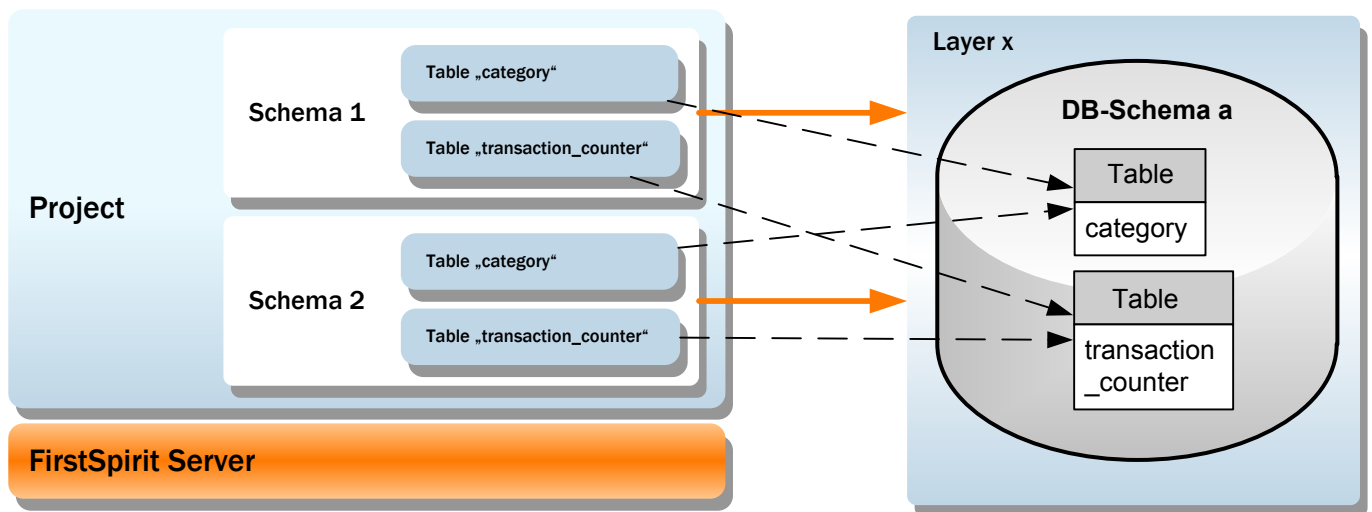 Project
Schema 1
Table „category“
Table „transaction_counter“
Schema 2
Table „category“
Table „transaction_counter“
FirstSpirit Server
Layer x
DB-Schema a
Table
category
Table
transaction
_counter